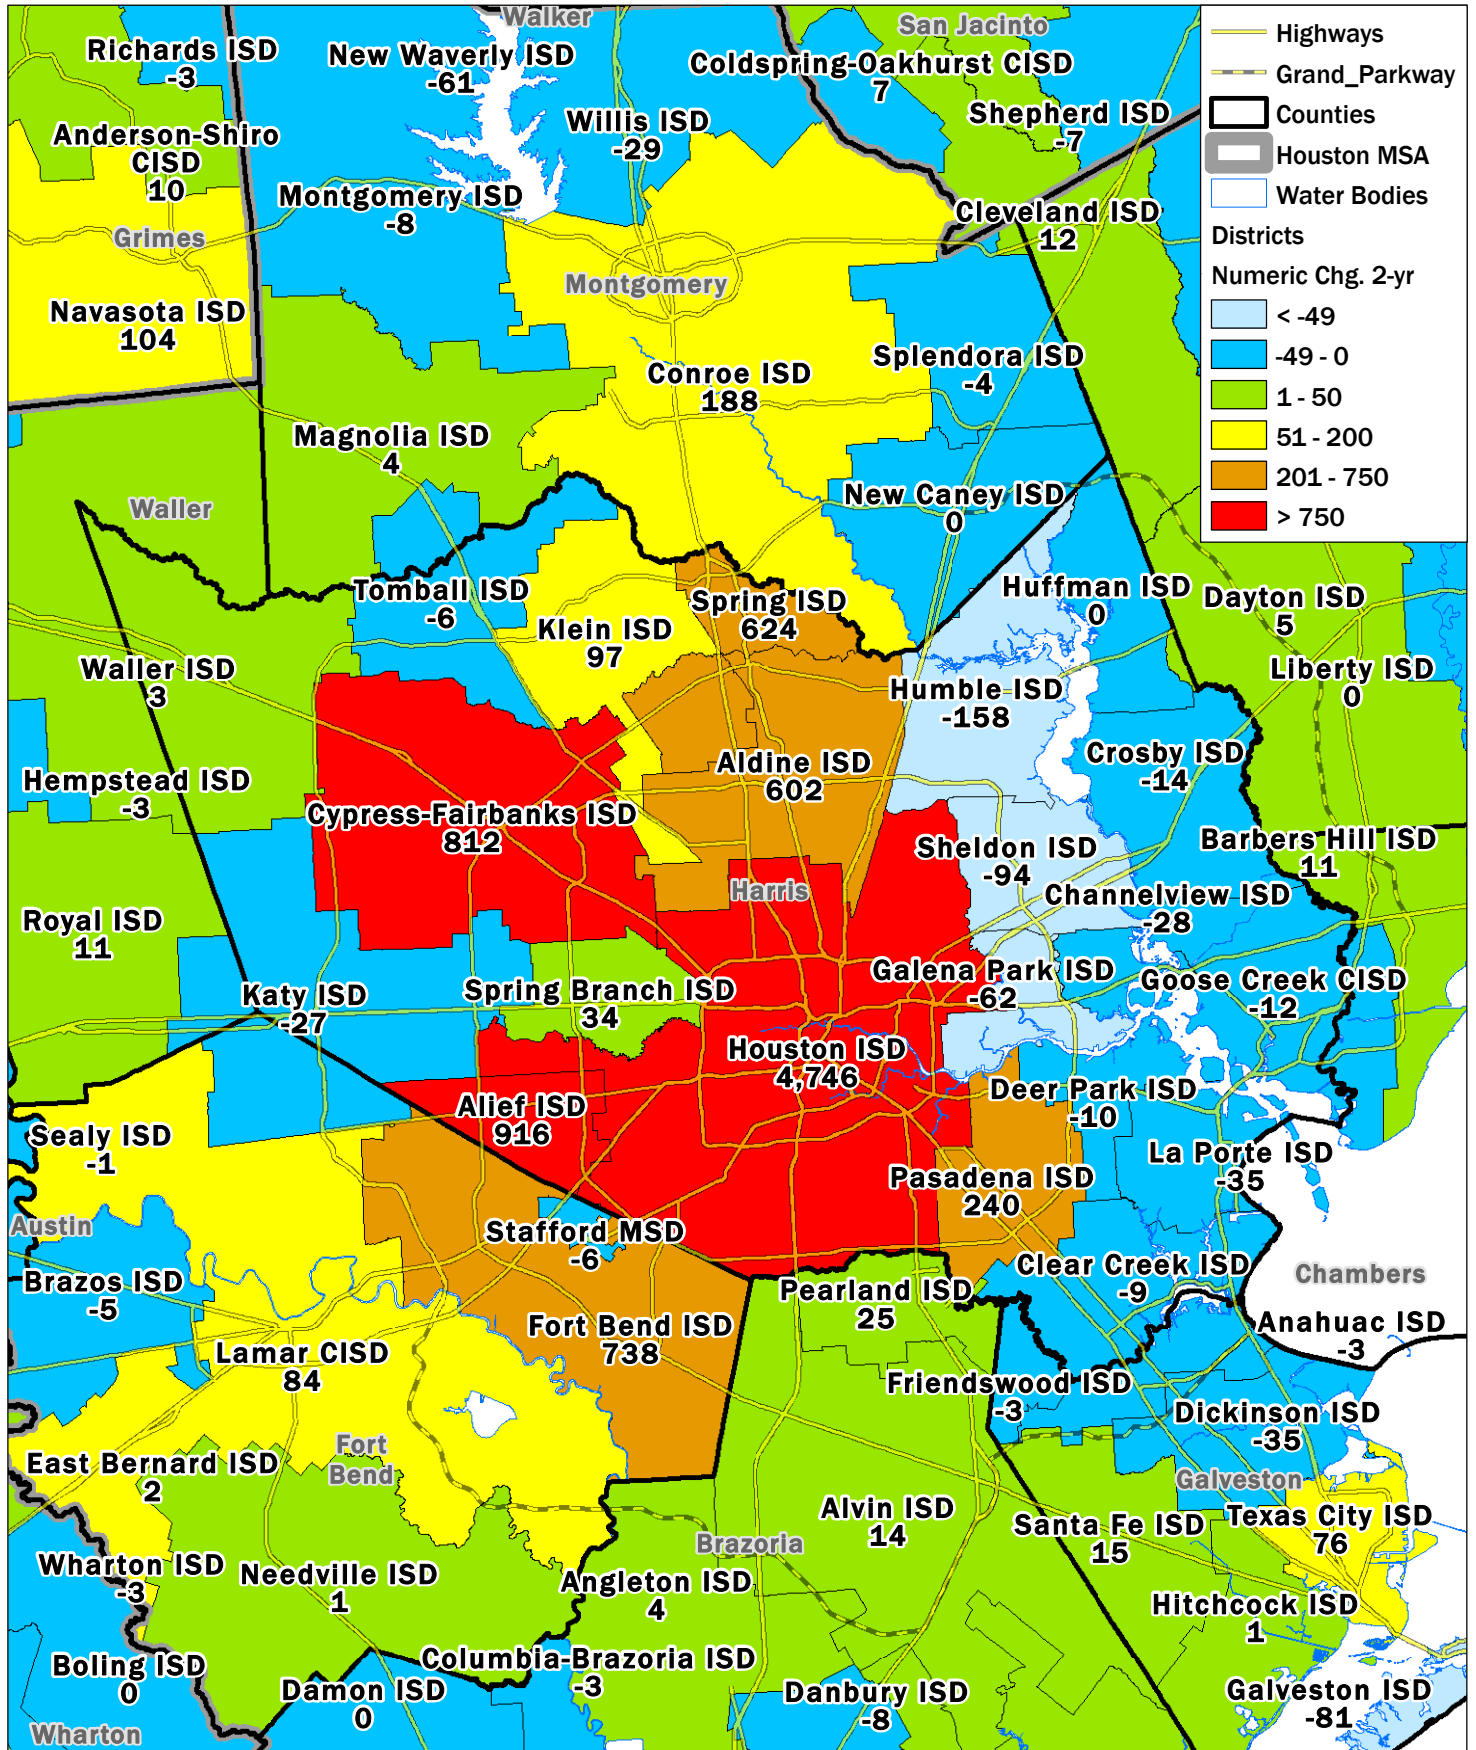 Walker
San Jacinto
Richards ISD
-3
New Waverly ISD
-61
Coldspring-Oakhurst CISD
7
Willis ISD
-29
Shepherd ISD
-7
Anderson-Shiro
CISD
10
Montgomery ISD
-8
Cleveland ISD
12
Grimes
Montgomery
Navasota ISD
104
Conroe ISD
188
Splendora ISD
-4
Magnolia ISD
4
Waller
New Caney ISD
0
Tomball ISD
-6
Klein ISD
97
Spring ISD
624
Huffman ISD
0
Dayton ISD
5
Waller ISD
3
Humble ISD
-158
Liberty ISD
0
Hempstead ISD
-3
Aldine ISD
602
Crosby ISD
-14
Cypress-Fairbanks ISD
812
Sheldon ISD
-94
Barbers Hill ISD
11
Harris
Channelview ISD
-28
Royal ISD
11
Katy ISD
-27
Spring Branch ISD
34
Galena Park ISD
-62
Goose Creek CISD
-12
Houston ISD
4,746
Alief ISD
916
Deer Park ISD
-10
Sealy ISD
-1
La Porte ISD
-35
Pasadena ISD
240
Austin
Stafford MSD
-6
Brazos ISD
-5
Clear Creek ISD
-9
Chambers
Pearland ISD
25
Anahuac ISD
-3
Fort Bend ISD
738
Lamar CISD
84
Friendswood ISD
-3
Dickinson ISD
-35
Fort
Bend
East Bernard ISD
2
Galveston
Alvin ISD
14
Santa Fe ISD
15
Texas City ISD
76
Brazoria
Wharton ISD
-3
Needville ISD
1
Angleton ISD
4
Hitchcock ISD
1
Boling ISD
0
Damon ISD
0
Columbia-Brazoria ISD
-3
Danbury ISD
-8
Galveston ISD
-81
Wharton
Highways
Grand_Parkway
Counties
Houston MSA
Water Bodies
Districts
Numeric Chg. 2-yr
< -49
-49 - 0
1 - 50
51 - 200
201 - 750
> 750